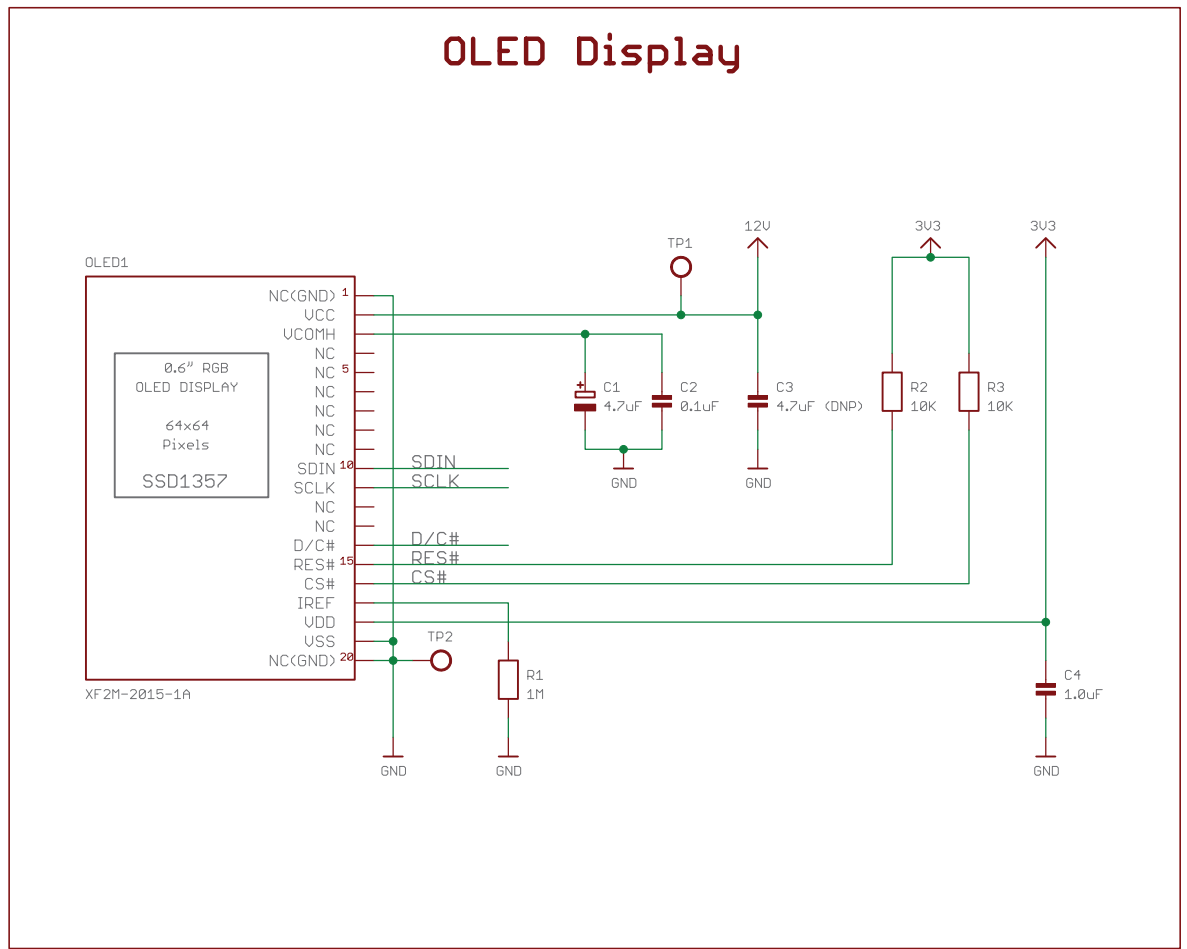 OLED Display
12V
3V3
3V3
TP1
OLED1
NC(GND) 1
VCC
VCOMH
NC
NC 5
NC
NC
NC
NC
SDIN 10
SCLK
NC
NC
D/C#
RES# 15
CS#
IREF
VDD
VSS
NC(GND) 20
0.6” RGB
OLED DISPLAY
64x64
Pixels
SSD1357
XF2M-2015-1A
SDIN
SCLK
D/C#
RES#
CS#
+
C1
4.7uF
C2
0.1uF
C3
4.7uF (DNP)
R2
10K
R3
10K
GND
GND
TP2
R1
1M
C4
1.0uF
GND
GND
GND